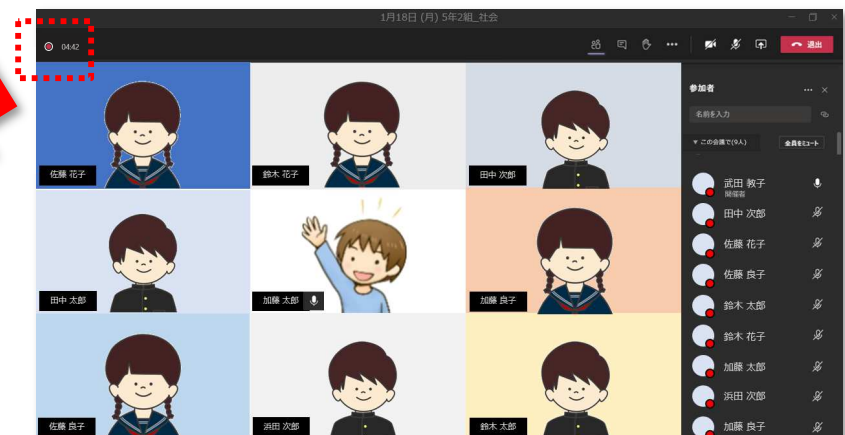 1月18日 (月) 5年2組_社会
04:42
退出
佐藤 花子
鈴木 花子
田中 次郎
田中 太郎
加藤 太郎
加藤 良子
佐藤 良子
浜田 次郎
鈴木 太郎
参加者
名前を入力
この会議で(9人)
全員をミュート
武田 教子
開催者
田中 次郎
佐藤 花子
佐藤 良子
鈴木 太郎
鈴木 花子
加藤 太郎
浜田 次郎
加藤 良子